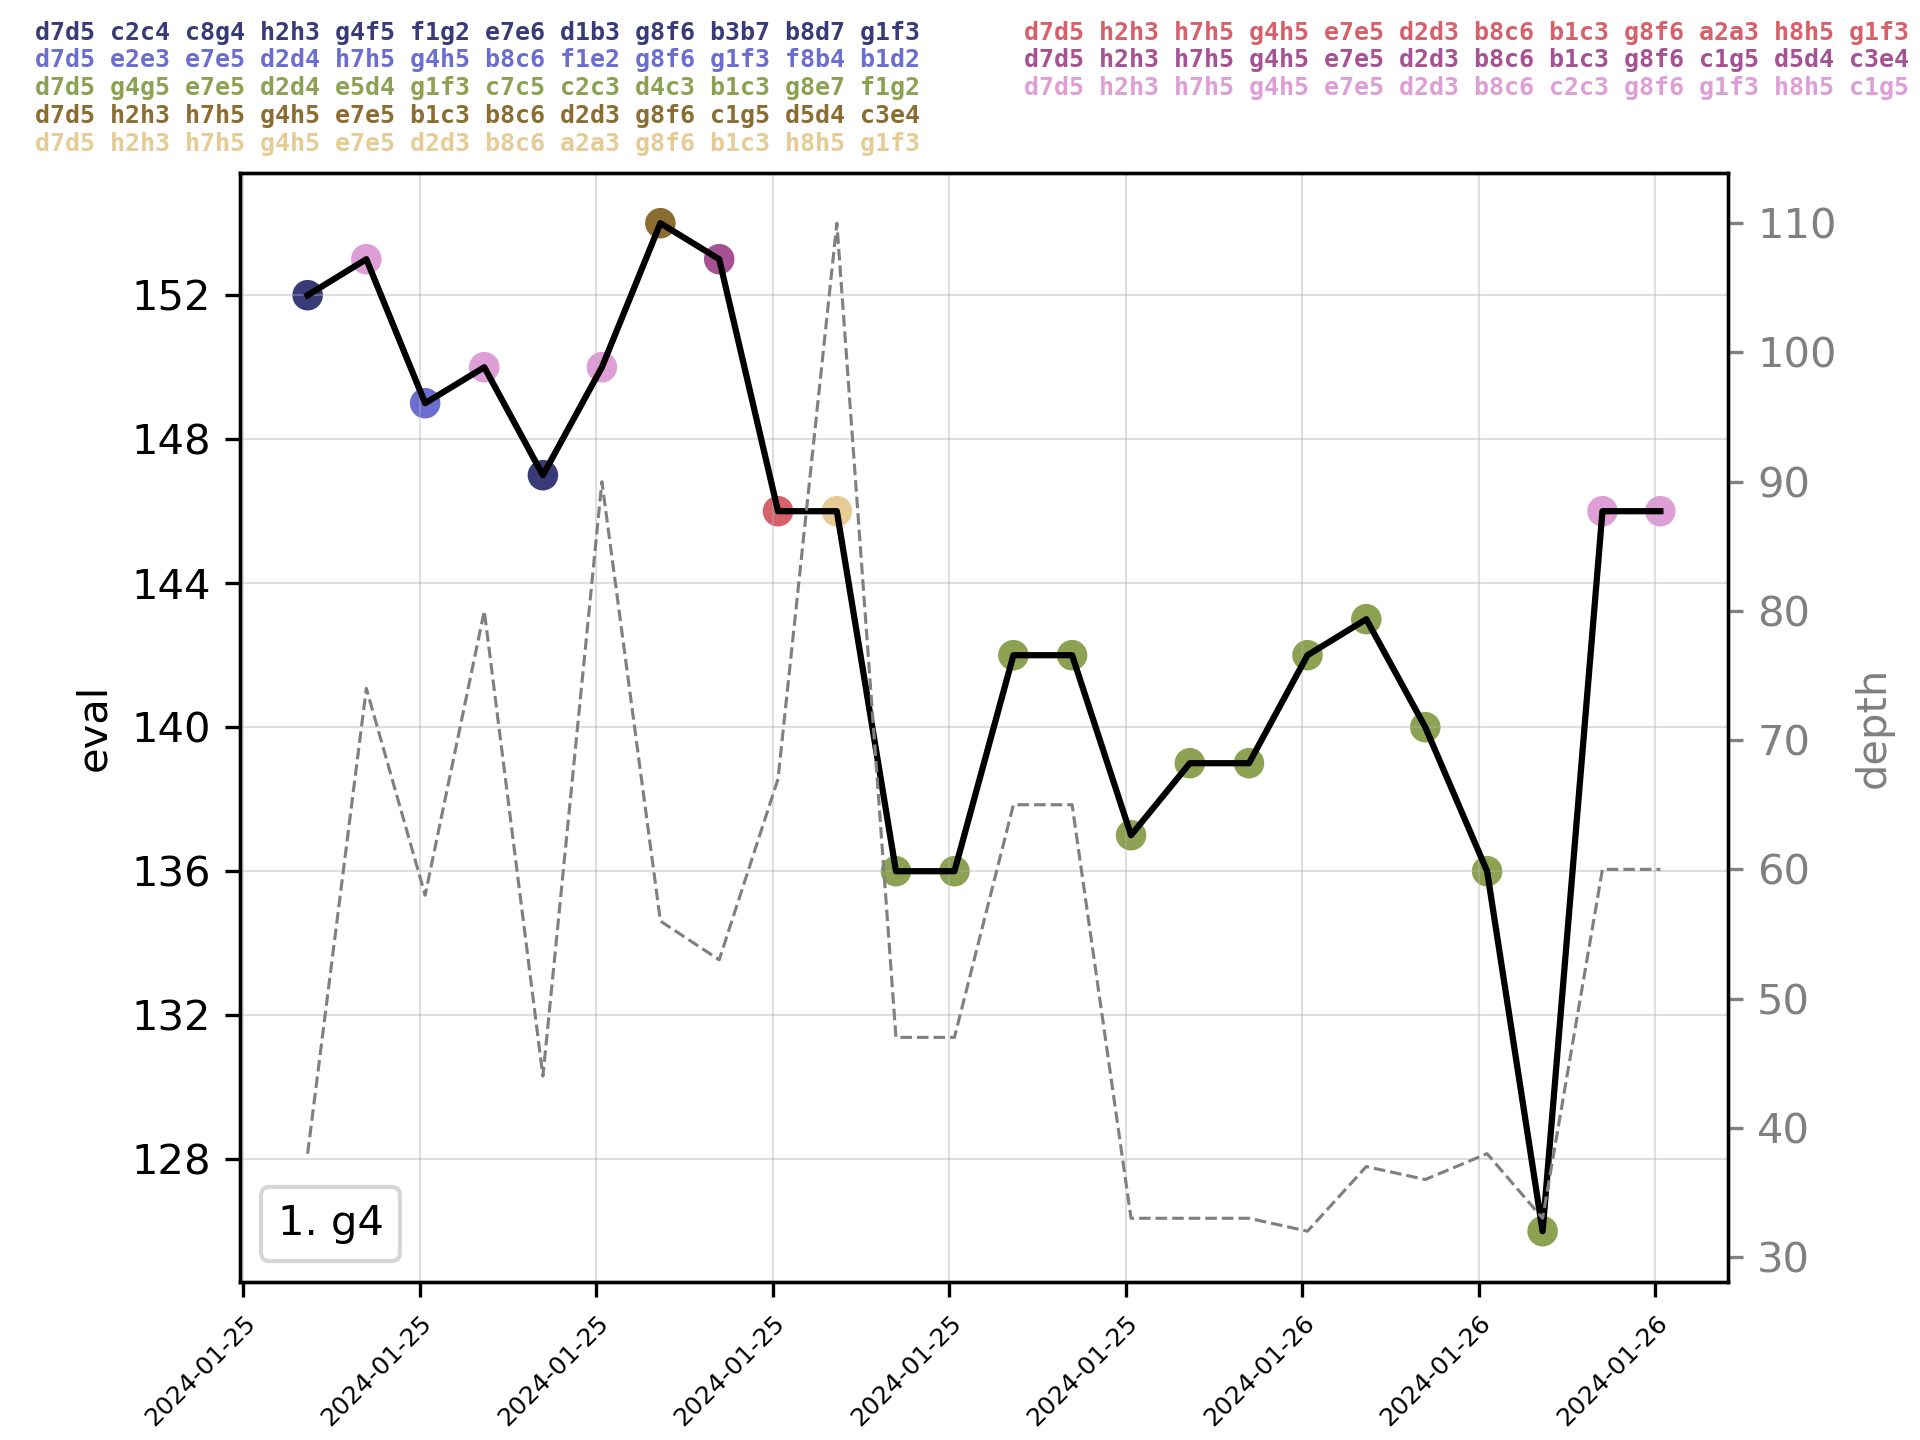 d7d5 c2c4 c8g4 h2h3 g4f5 f1g2 e7e6 d1b3 g8f6 b3b7 b8d7 g1f3
d7d5 e2e3 e7e5 d2d4 h7h5 g4h5 b8c6 f1e2 g8f6 g1f3 f8b4 b1d2
d7d5 g4g5 e7e5 d2d4 e5d4 g1f3 c7c5 c2c3 d4c3 b1c3 g8e7 f1g2
d7d5 h2h3 h7h5 g4h5 e7e5 b1c3 b8c6 d2d3 g8f6 c1g5 d5d4 c3e4
d7d5 h2h3 h7h5 g4h5 e7e5 d2d3 b8c6 a2a3 g8f6 b1c3 h8h5 g1f3
d7d5 h2h3 h7h5 g4h5 e7e5 d2d3 b8c6 b1c3 g8f6 a2a3 h8h5 g1f3
d7d5 h2h3 h7h5 g4h5 e7e5 d2d3 b8c6 b1c3 g8f6 c1g5 d5d4 c3e4
d7d5 h2h3 h7h5 g4h5 e7e5 d2d3 b8c6 c2c3 g8f6 g1f3 h8h5 c1g5
152
148
144
140
136
132
128
eval
110
100
90
80
70
60
50
40
30
depth
1. g4
2024-01-25
2024-01-25
2024-01-25
2024-01-25
2024-01-25
2024-01-25
2024-01-26
2024-01-26
2024-01-26